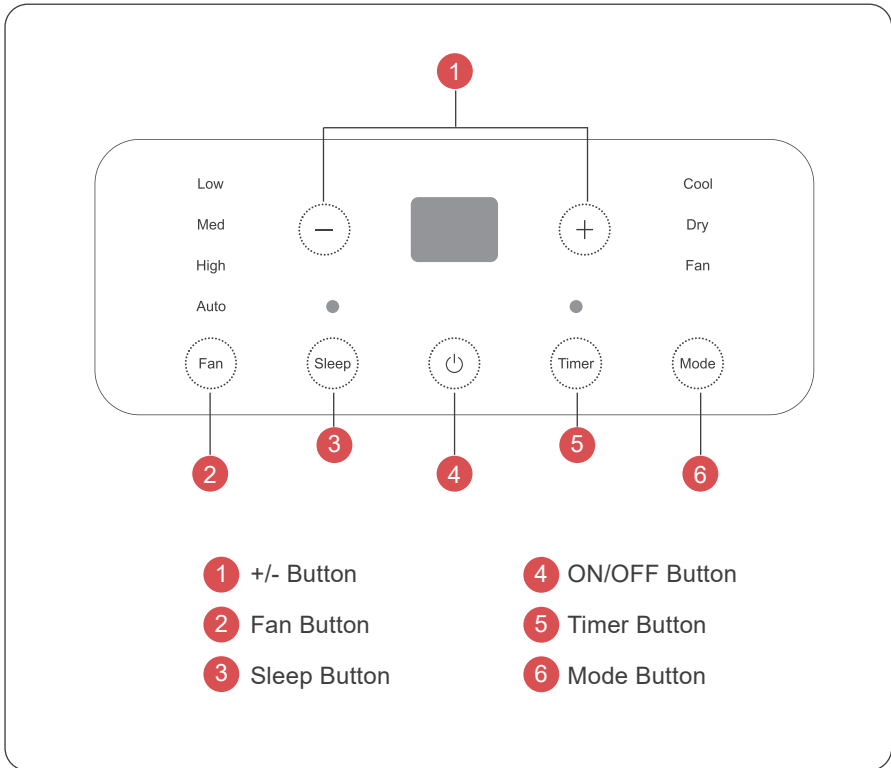 1
Low
Cool
Med
− +
Dry
High
Fan
Auto
Fan Sleep Timer Mode
3 5
2 4 6
1 +/- Button
2 Fan Button
3 Sleep Button
4 ON/OFF Button
5 Timer Button
6 Mode Button